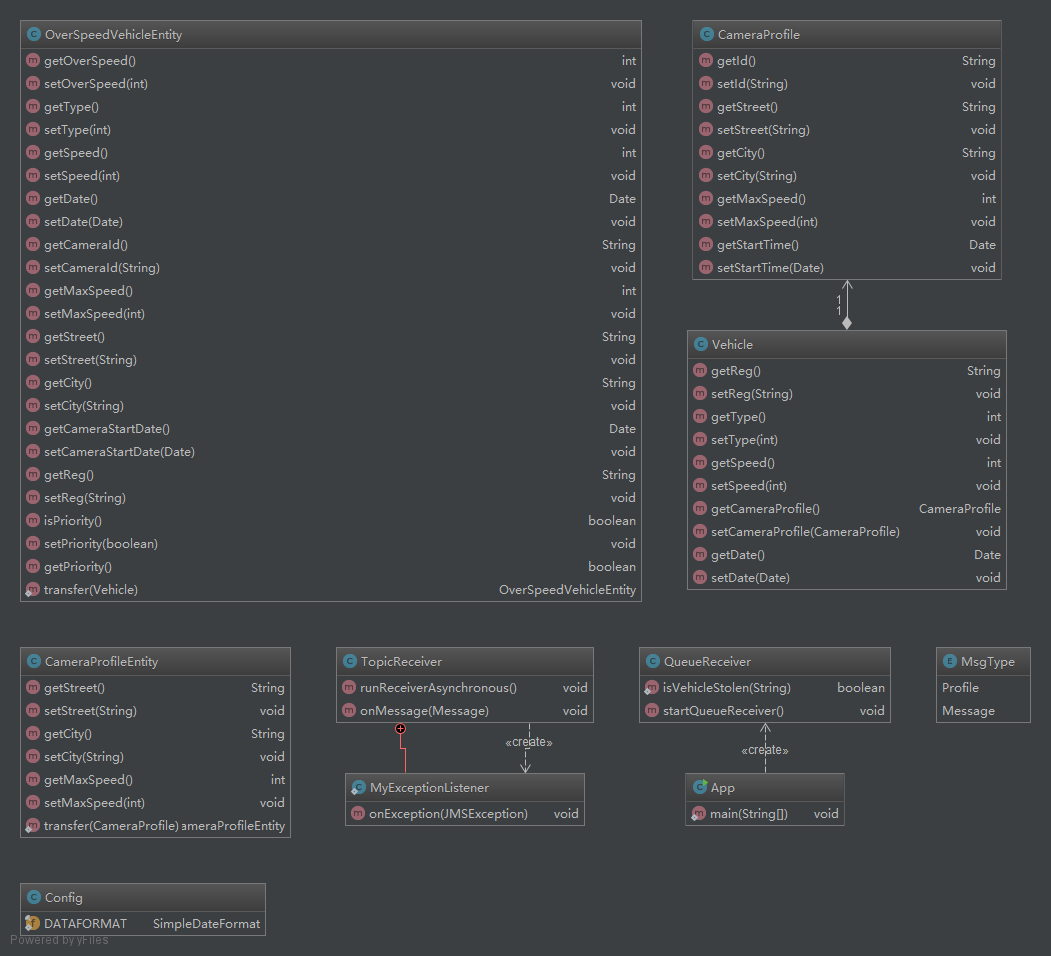 OverSpeedVehicleEntity
getOverSpeed() int
setOverSpeed(int) void
getType() int
setType(int) void
getSpeed() int
setSpeed(int) void
getDate() Date
setDate(Date) void
getCameraId() String
setCameraId(String) void
getMaxSpeed() int
setMaxSpeed(int) void
getStreet() String
setStreet(String) void
getCity() String
setCity(String) void
getCameraStartDate() Date
setCameraStartDate(Date) void
getReg() String
setReg(String) void
isPriority() boolean
setPriority(boolean) void
getPriority() boolean
transfer(Vehicle) OverSpeedVehicleEntity
CameraProfile
getId() String
setId(String) void
getStreet() String
setStreet(String) void
getCity() String
setCity(String) void
getMaxSpeed() int
setMaxSpeed(int) void
getStartTime() Date
setStartTime(Date) void
1
1
Vehicle
getReg() String
setReg(String) void
getType() int
setType(int) void
getSpeed() int
setSpeed(int) void
getCameraProfile() CameraProfile
setCameraProfile(CameraProfile) void
getDate() Date
setDate(Date) void
CameraProfileEntity
getStreet() String
setStreet(String) void
getCity() String
setCity(String) void
getMaxSpeed() int
setMaxSpeed(int) void
transfer(CameraProfile) ameraProfileEntity
TopicReceiver
runReceiverAsynchronous() void
onMessage(Message) void
«create»
MyExceptionListener
onException(JMSException) void
QueueReceiver
isVehicleStolen(String) boolean
startQueueReceiver() void
«create»
App
main(String[]) void
MsgType
Profile
Message
Config
DATAFORMAT SimpleDateFormat
Powered by yFiles